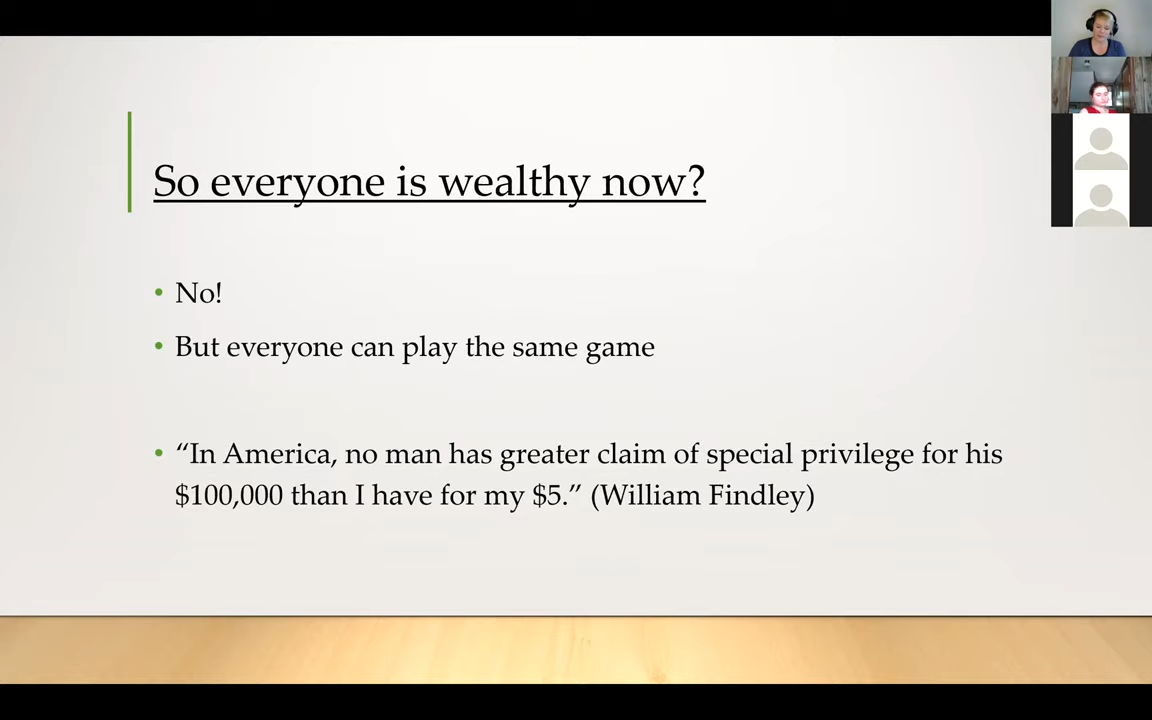 So everyone is wealthy now?
• No!
• But everyone can play the same game
• “In America, no man has greater claim of special privilege for his
$100,000 than I have for my $5.” (William Findley)